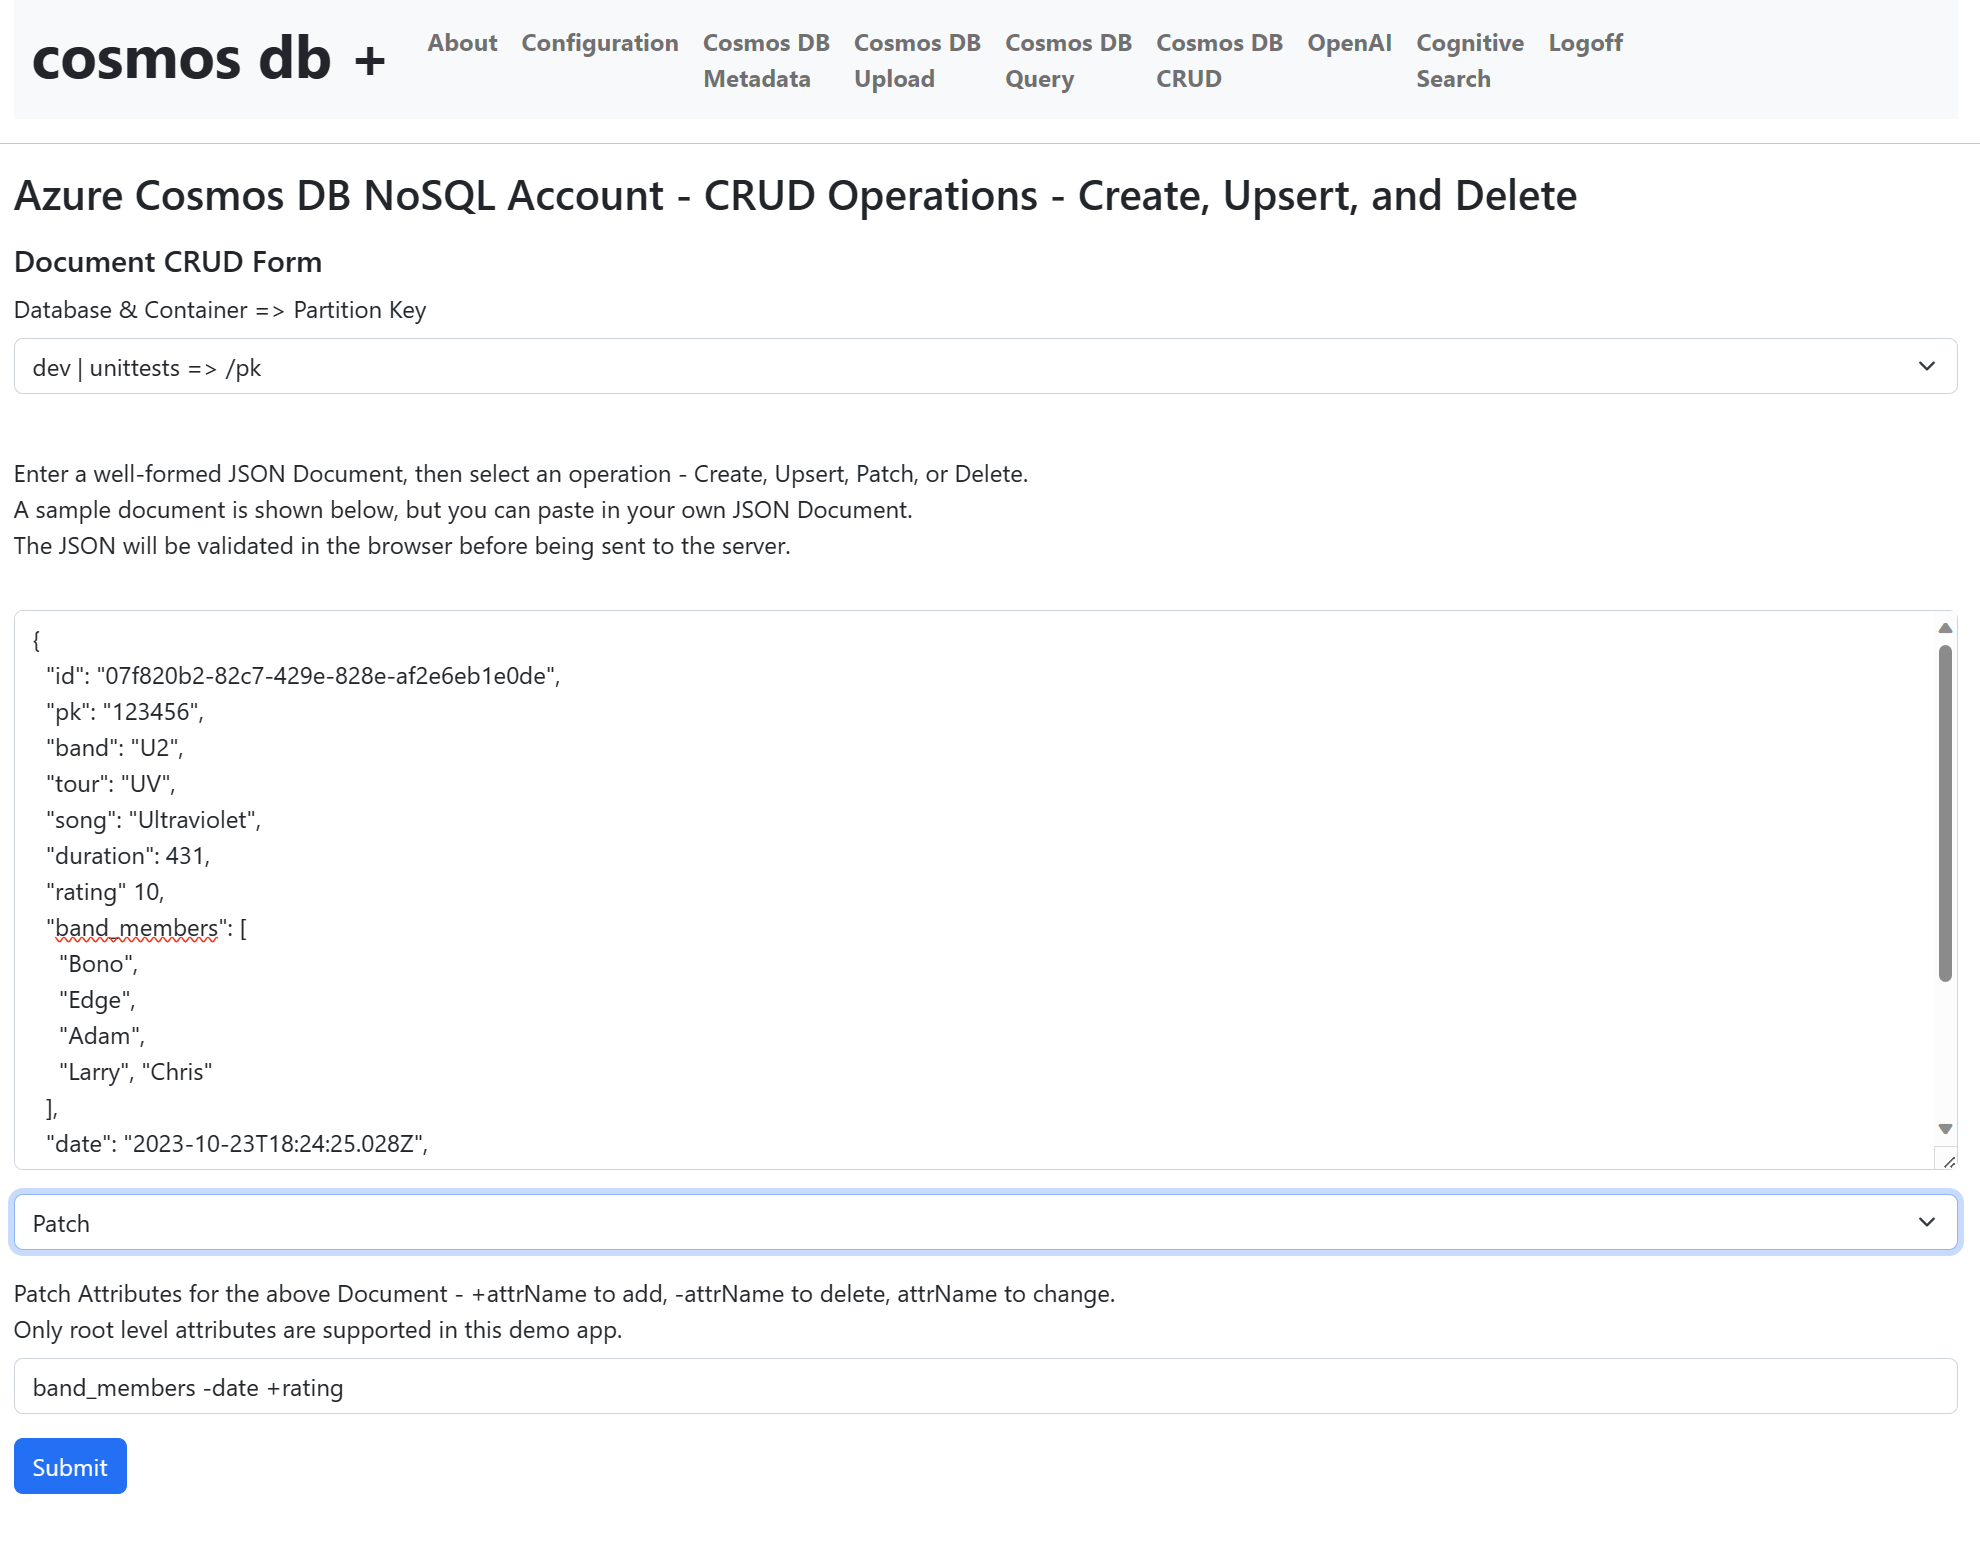 cosmos db +
About
Configuration
Cosmos DB Metadata
Cosmos DB Upload
Cosmos DB Query
Cosmos DB CRUD
OpenAI
Cognitive Search
Logoff
Azure Cosmos DB NoSQL Account - CRUD Operations - Create, Upsert, and Delete
Document CRUD Form
Database & Container => Partition Key
dev | unittests => /pk
Enter a well-formed JSON Document, then select an operation - Create, Upsert, Patch, or Delete.
A sample document is shown below, but you can paste in your own JSON Document.
The JSON will be validated in the browser before being sent to the server.
{
"id": "07f820b2-82c7-429e-828e-af2e6eb1e0de",
"pk": "123456",
"band": "U2",
"tour": "UV",
"song": "Ultraviolet",
"duration": 431,
"rating" 10,
"band_members": [
"Bono",
"Edge",
"Adam",
"Larry", "Chris"
],
"date": "2023-10-23T18:24:25.028Z",
Patch
Patch Attributes for the above Document - +attrName to add, -attrName to delete, attrName to change.
Only root level attributes are supported in this demo app.
band_members -date +rating
Submit